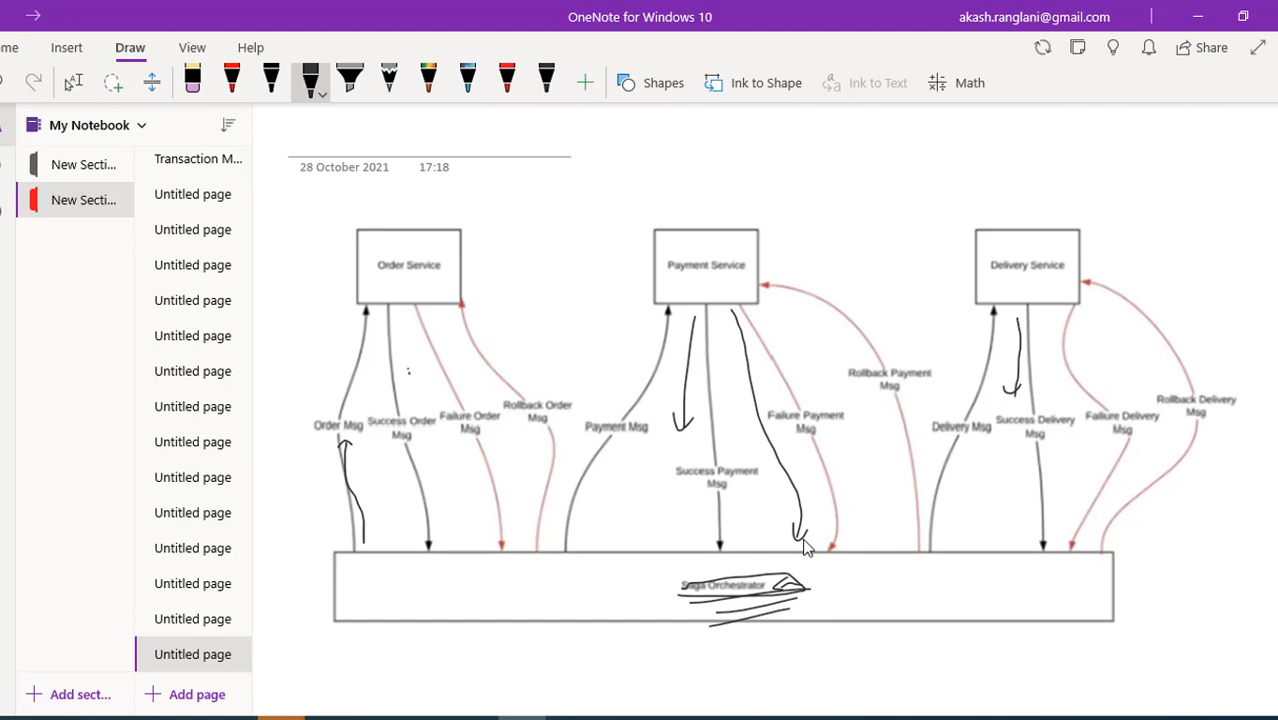 OneNote for Windows 10
akash.ranglani@gmail.com
ome
Insert
Draw
View
Help
Share
Shapes
Ink to Shape
Ink to Text
Math
My Notebook
New Secti...
New Secti...
Transaction M...
Untitled page
Untitled page
Untitled page
Untitled page
Untitled page
Untitled page
Untitled page
Untitled page
Untitled page
Untitled page
Untitled page
Untitled page
Untitled page
Untitled page
Add sect...
Add page
28 October 2021
17:18
Order Service
Payment Service
Delivery Service
Order Msg
Success Order
Msg
Failure Order
Msg
Rollback Order
Msg
Payment Msg
Success Payment
Msg
Failure Payment
Msg
Rollback Payment
Msg
Delivery Msg
Success Delivery
Msg
Failiure Delivery
Msg
Rollback Delivery
Msg
Saga Orchestrator